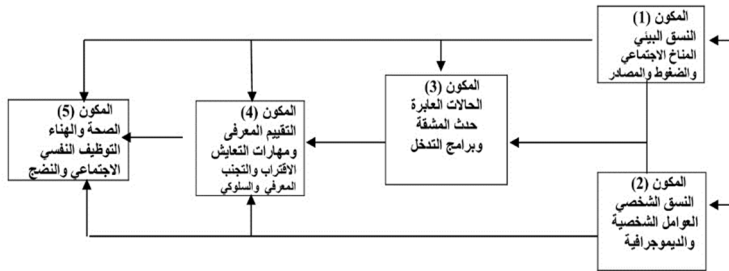 المكون (1)
النسق البيئي
المناخ الاجتماعي
والضغوط والمصادر
المكون (2)
النسق الشخصي
العوامل الشخصية
والديموجرافية
المكون (3)
الحالات العابرة
حدث المشقة
وبرامج التدخل
المكون (4)
التقييم المعرفي
ومهارات التعايش
الاقتراب والتجنب
المعرفي والسلوكي
المكون (5)
الصحة والهناء
التوظيف النفسي
الاجتماعي والنضج